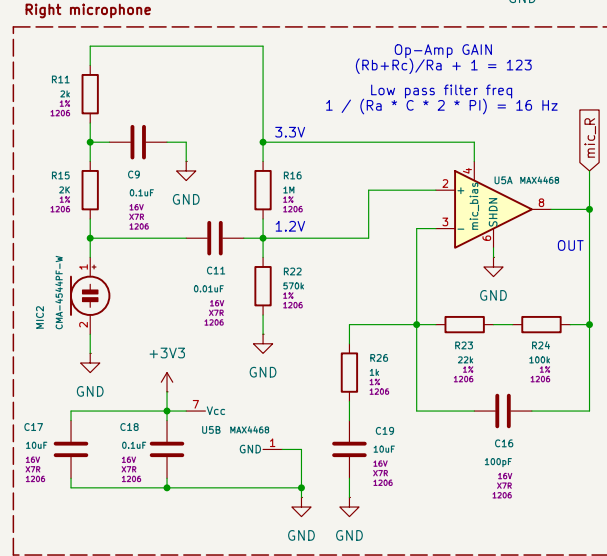 GND
Right microphone
Op-Amp GAIN
(Rb+Rc)/Ra + 1 = 123
Low pass filter freq
1 / (Ra * C * 2 * PI) = 16 Hz
R11
2k
1%
1206
C9
0.1uF
16V
X7R
1206
GND
3.3V
mic_R
R15
2K
1%
1206
R16
1M
1%
1206
U5A MAX4468
mic_bias
SHDN
4
2
+
3
-
6
8
OUT
GND
1.2V
C11
0.01uF
16V
X7R
1206
R22
570k
1%
1206
GND
MIC2
CMA-4544PF-W
1
+
2
GND
R23
22k
1%
1206
R24
100k
1%
1206
R26
1k
1%
1206
C16
100pF
16V
X7R
1206
+3V3
7
Vcc
U5B MAX4468
GND
1
C17
10uF
16V
X7R
1206
C18
0.1uF
16V
X7R
1206
C19
10uF
16V
X7R
1206
GND
GND